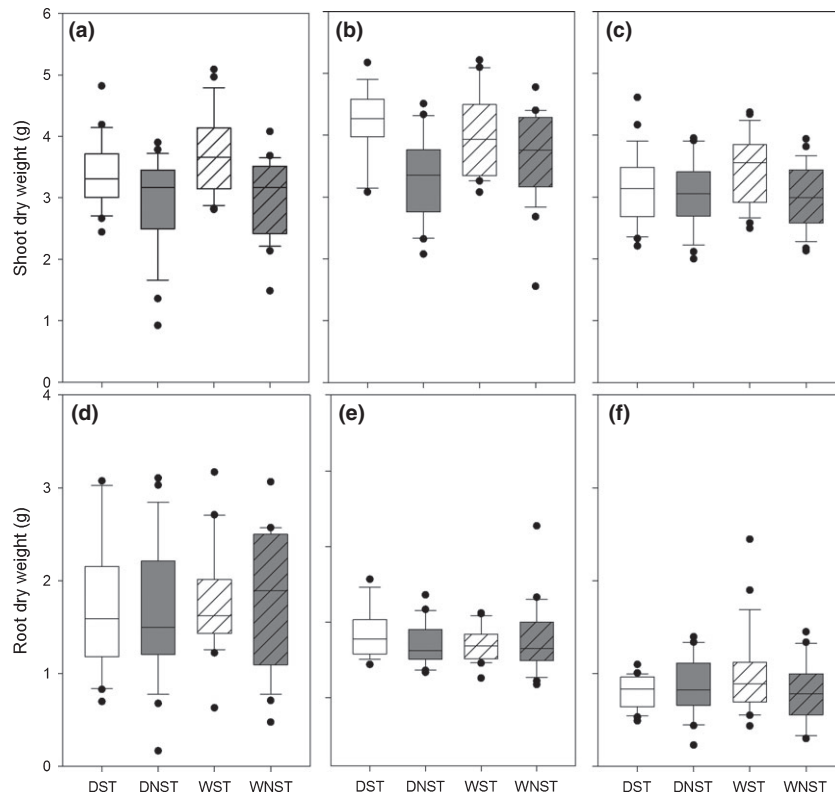 (a) (b) (c)
6
5
4
3
2
1
0
Shoot dry weight (g)
(d) (e) (f)
4
3
2
1
0
Root dry weight (g)
DST DNST WST WNST DST DNST WST WNST DST DNST WST WNST